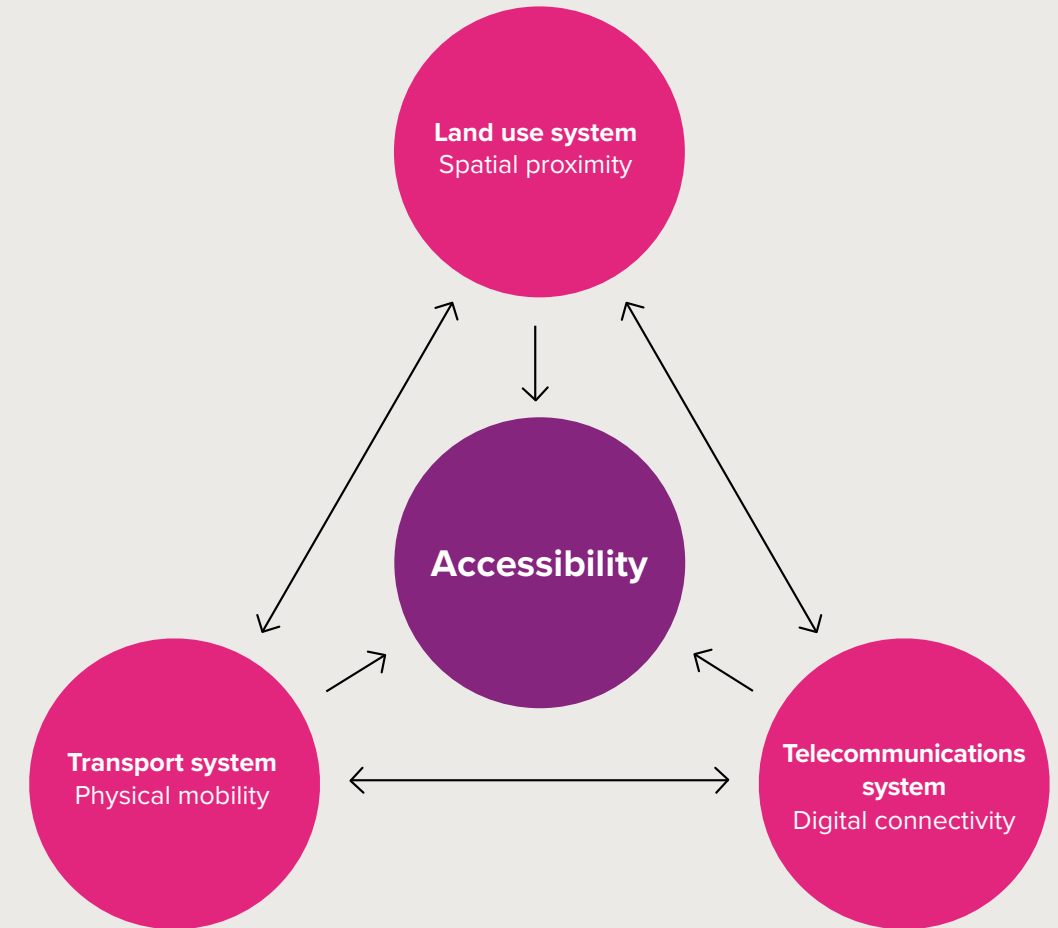 Land use system
Spatial proximity
Accessibility
Transport system
Physical mobility
Telecommunications
system
Digital connectivity